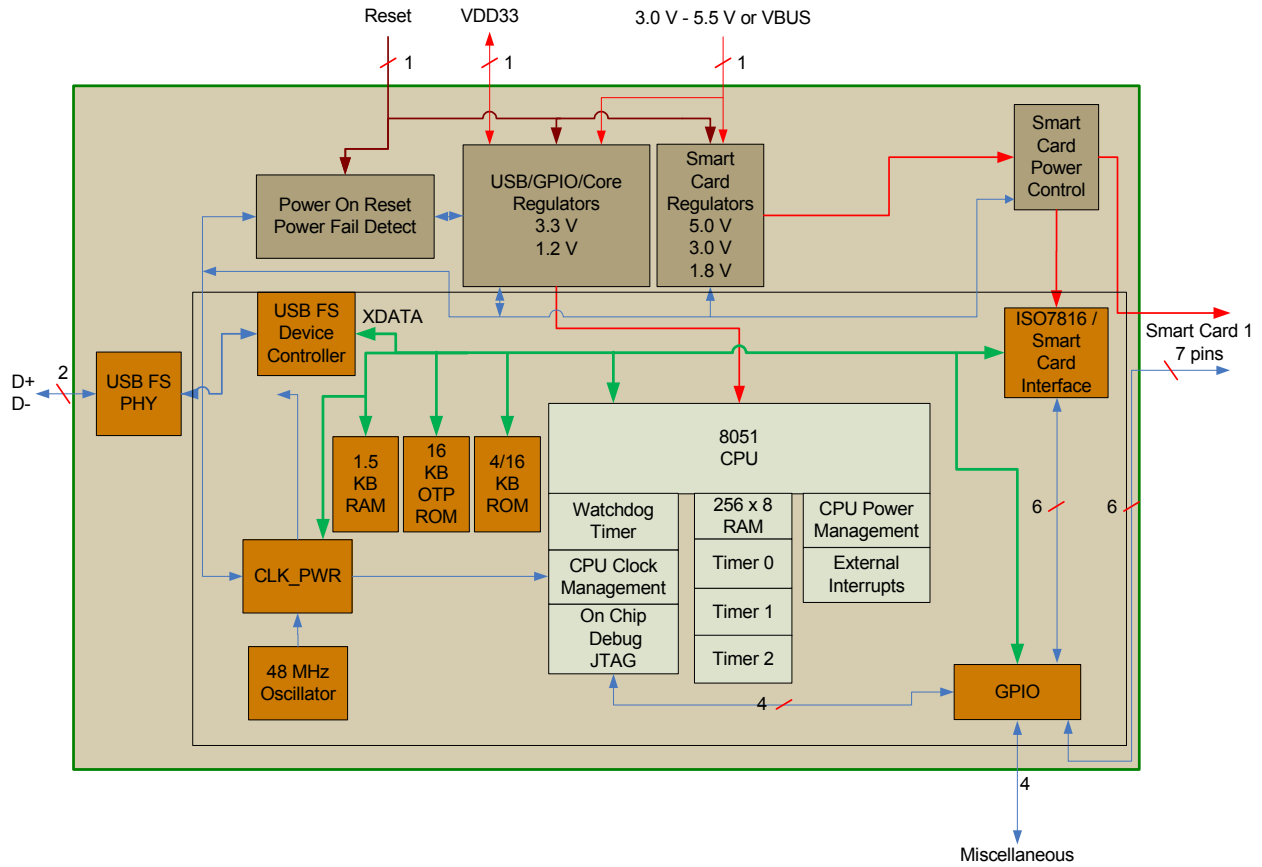 Reset
VDD33
3.0 V - 5.5 V or VBUS
1
1
1
Smart
Card
Power
Control
Power On Reset
Power Fail Detect
USB/GPIO/Core
Regulators
3.3 V
1.2 V
Smart
Card
Regulators
5.0 V
3.0 V
1.8 V
USB FS
Device
Controller
XDATA
ISO7816 /
Smart
Card
Interface
Smart Card 1
7 pins
D+
D-
2
USB FS
PHY
1.5
KB
RAM
16
KB
OTP
ROM
4/16
KB
ROM
8051
CPU
Watchdog
Timer
CPU Clock
Management
On Chip
Debug
JTAG
256 x 8
RAM
Timer 0
Timer 1
Timer 2
CPU Power
Management
External
Interrupts
6
6
CLK_PWR
48 MHz
Oscillator
4
GPIO
4
Miscellaneous